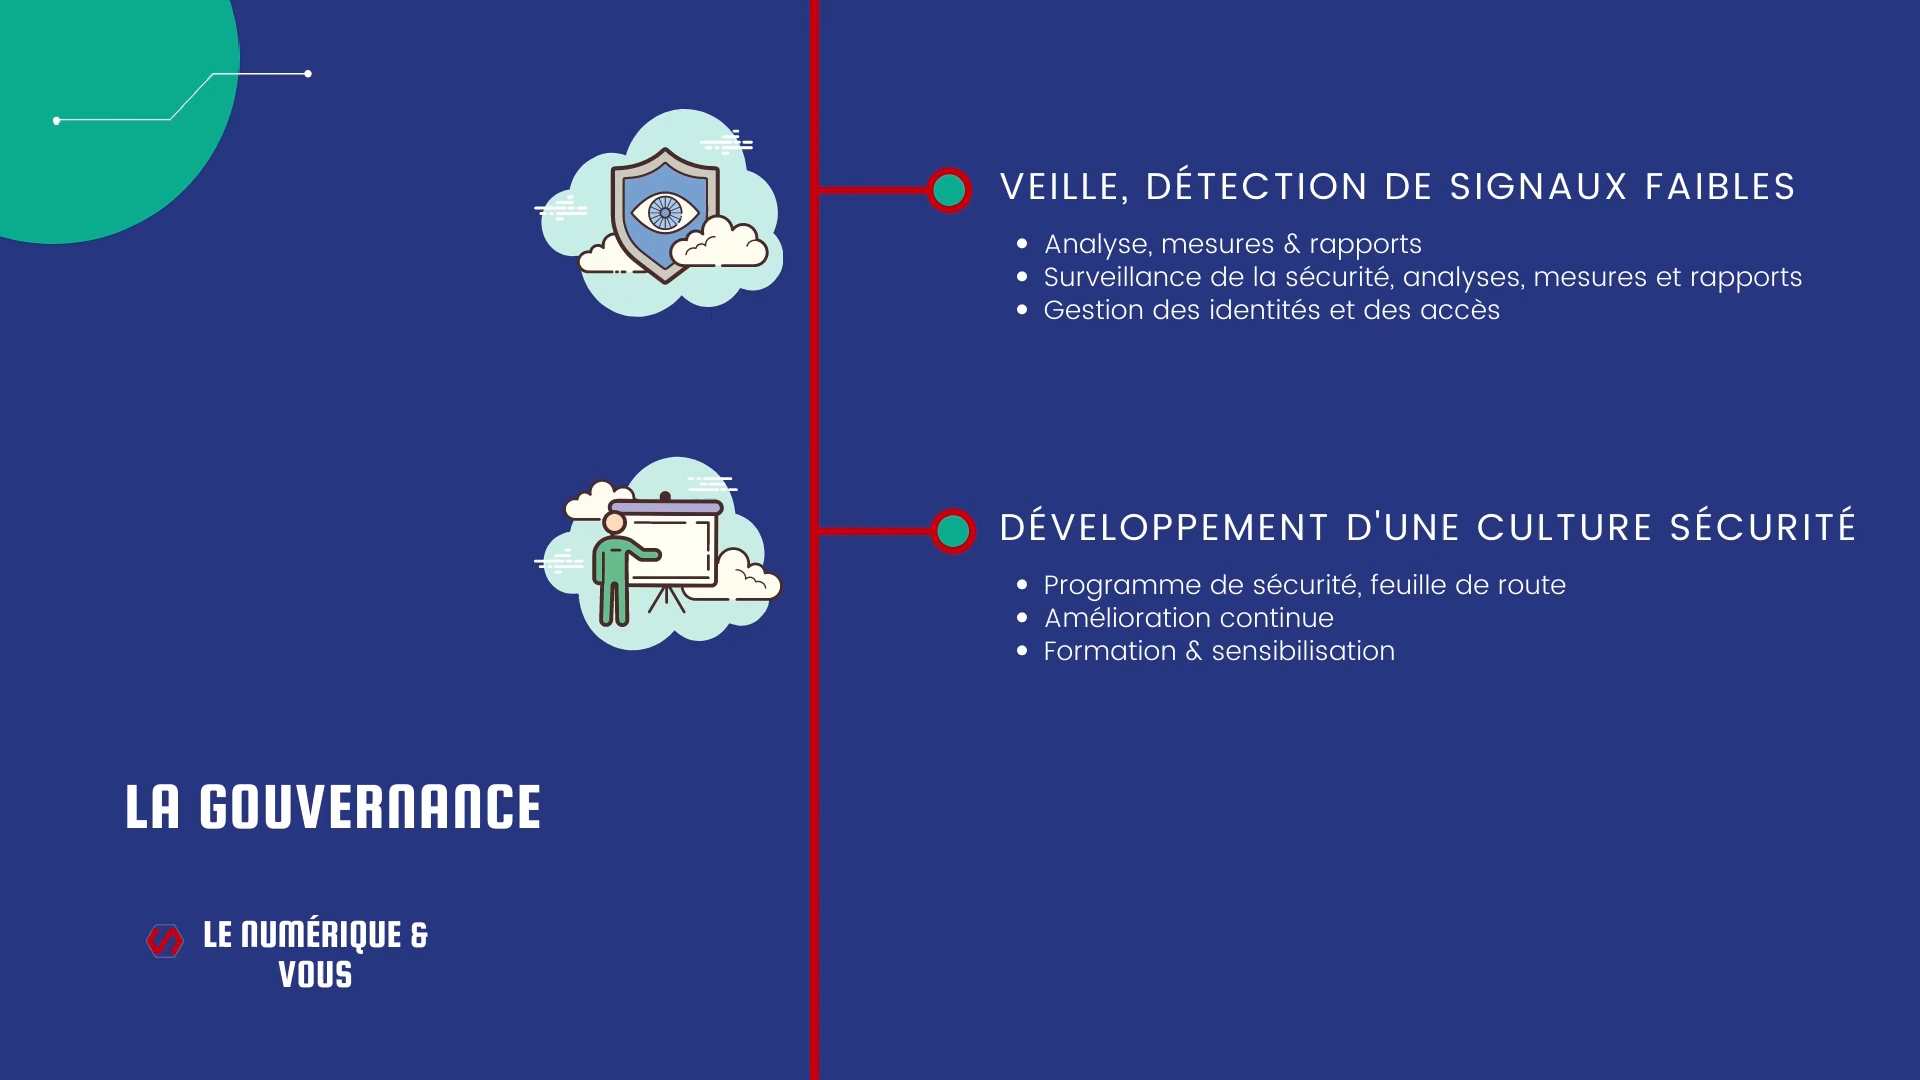 VEILLE, DÉTECTION DE SIGNAUX FAIBLES
Analyse, mesures & rapports
Surveillance de la sécurité, analyses, mesures et rapports
Gestion des identités et des accès
DÉVELOPPEMENT D'UNE CULTURE SÉCURITÉ
Programme de sécurité, feuille de route
Amélioration continue
Formation & sensibilisation
LA GOUVERNANCE
LE NUMÉRIQUE &
VOUS